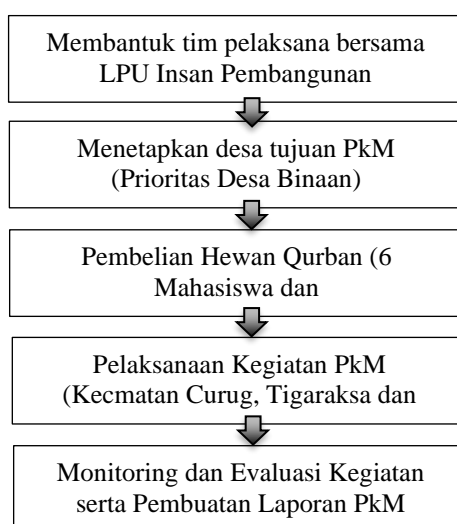 Membantuk tim pelaksana bersama
LPU Insan Pembangunan
Menetapkan desa tujuan PkM
(Prioritas Desa Binaan)
Pembelian Hewan Qurban (6
Mahasiswa dan
Pelaksanaan Kegiatan PkM
(Kecmatan Curug, Tigaraksa dan
Monitoring dan Evaluasi Kegiatan
serta Pembuatan Laporan PkM